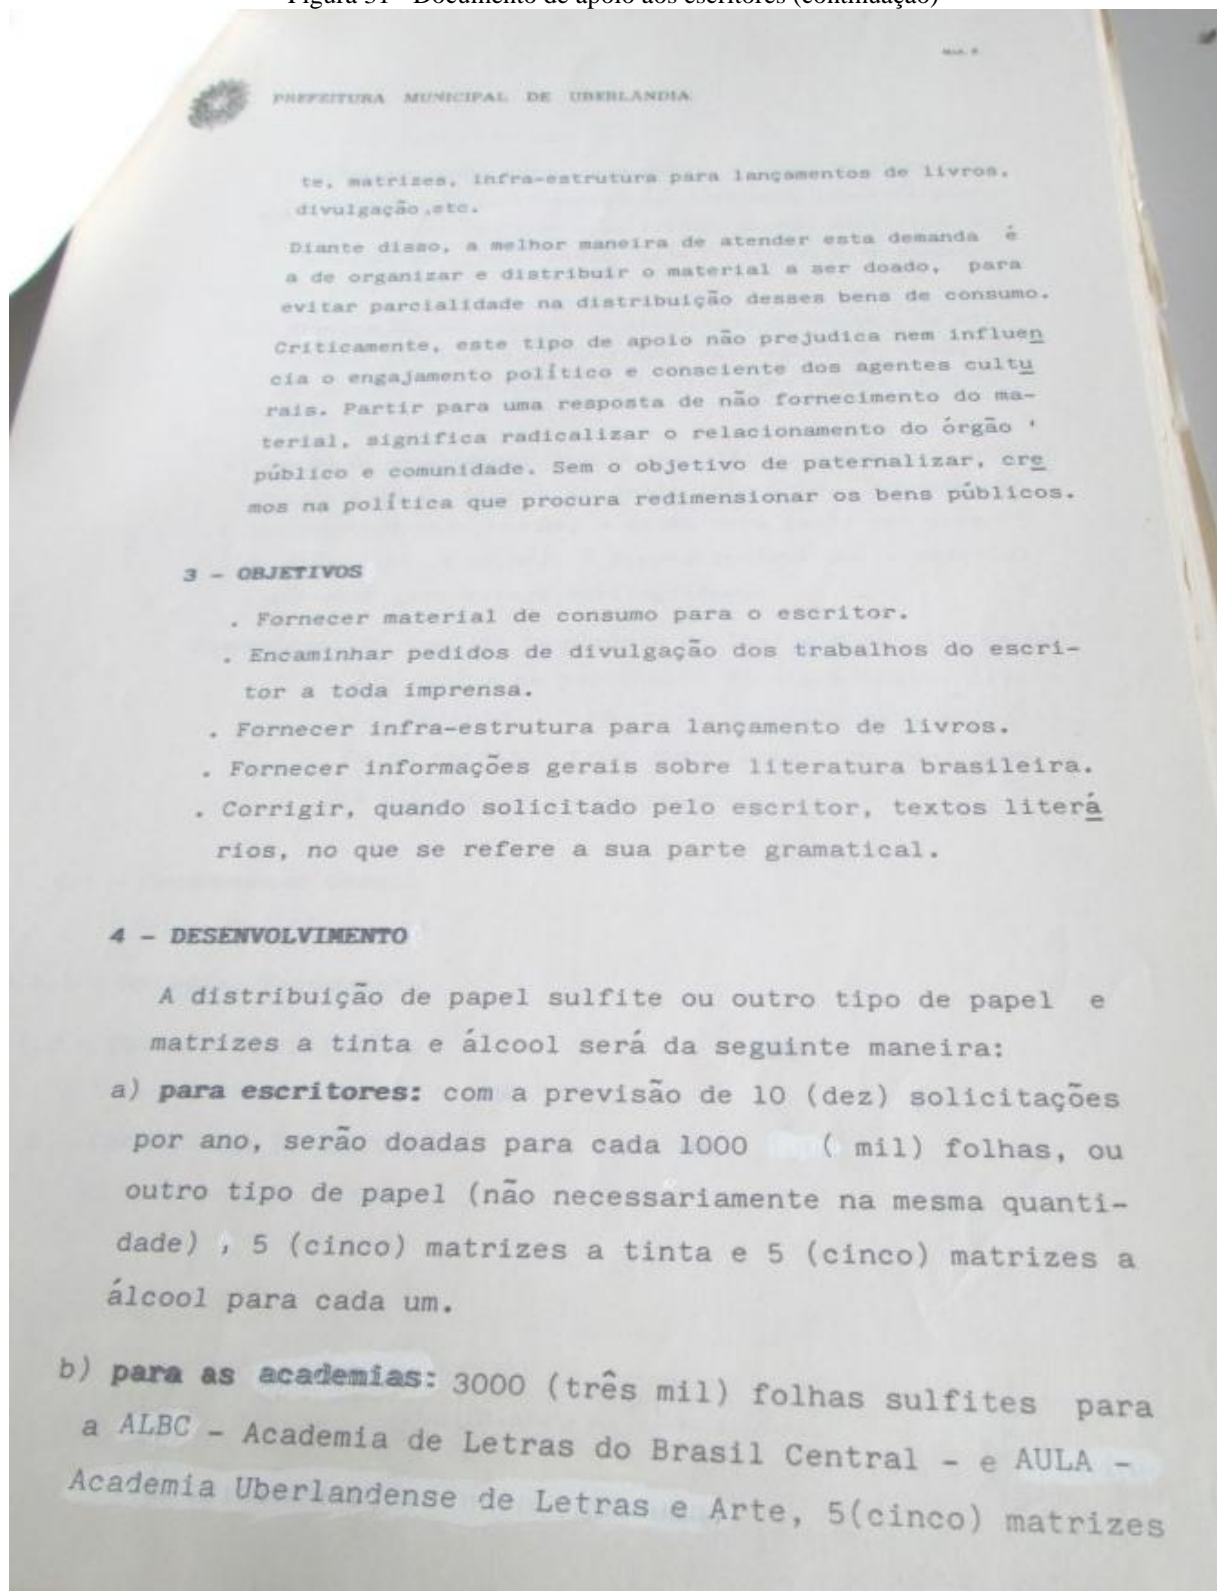 Figura 31 - Documento de apoio aos escritores (continuação)
PREFEITURA MUNICIPAL DE UBERLANDIA
te, matrizes, infra-estrutura para lançamentos de livros,
divulgação,etc.
Diante disso, a melhor maneira de atender esta demanda é
a de organizar e distribuir o material a ser doado, para
evitar parcialidade na distribuição desses bens de consumo.
Criticamente, este tipo de apoio não prejudica nem influen
cia o engajamento político e consciente dos agentes cultu
rais. Partir para uma resposta de não fornecimento do ma-
terial, significa radicalizar o relacionamento do órgão '
público e comunidade. Sem o objetivo de paternalizar, cre
mos na política que procura redimensionar os bens públicos.
3 - OBJETIVOS
. Fornecer material de consumo para o escritor.
. Encaminhar pedidos de divulgação dos trabalhos do escri-
tor a toda imprensa.
. Fornecer infra-estrutura para lançamento de livros.
. Fornecer informações gerais sobre literatura brasileira.
. Corrigir, quando solicitado pelo escritor, textos literá
rios, no que se refere a sua parte gramatical.
4 - DESENVOLVIMENTO
A distribuição de papel sulfite ou outro tipo de papel e
matrizes a tinta e álcool será da seguinte maneira:
a) para escritores: com a previsão de 10 (dez) solicitações
por ano, serão doadas para cada 1000 ( mil) folhas, ou
outro tipo de papel (não necessariamente na mesma quanti-
dade) , 5 (cinco) matrizes a tinta e 5 (cinco) matrizes a
álcool para cada um.
b) para as academias: 3000 (três mil) folhas sulfites para
a ALBC - Academia de Letras do Brasil Central - e AULA -
Academia Uberlandense de Letras e Arte, 5(cinco) matrizes